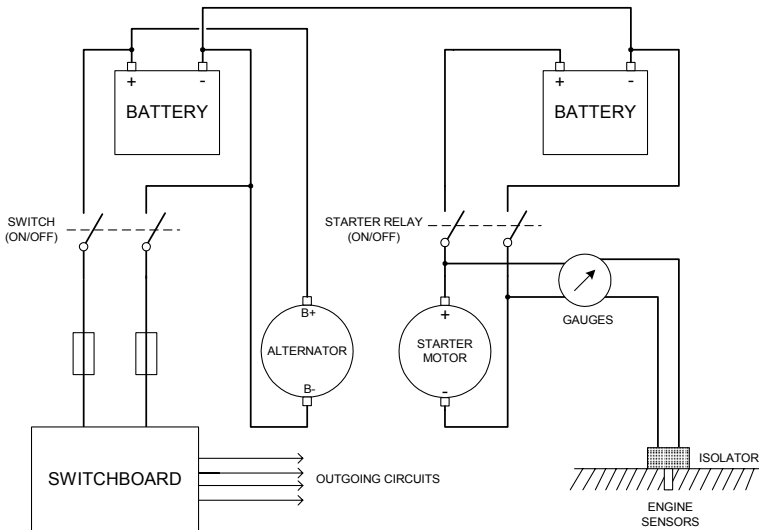 + -
BATTERY
+ -
BATTERY
SWITCH
(ON/OFF)
STARTER RELAY
(ON/OFF)
B+
ALTERNATOR
B-
+
STARTER
MOTOR
-
GAUGES
SWITCHBOARD
OUTGOING CIRCUITS
ISOLATOR
ENGINE
SENSORS